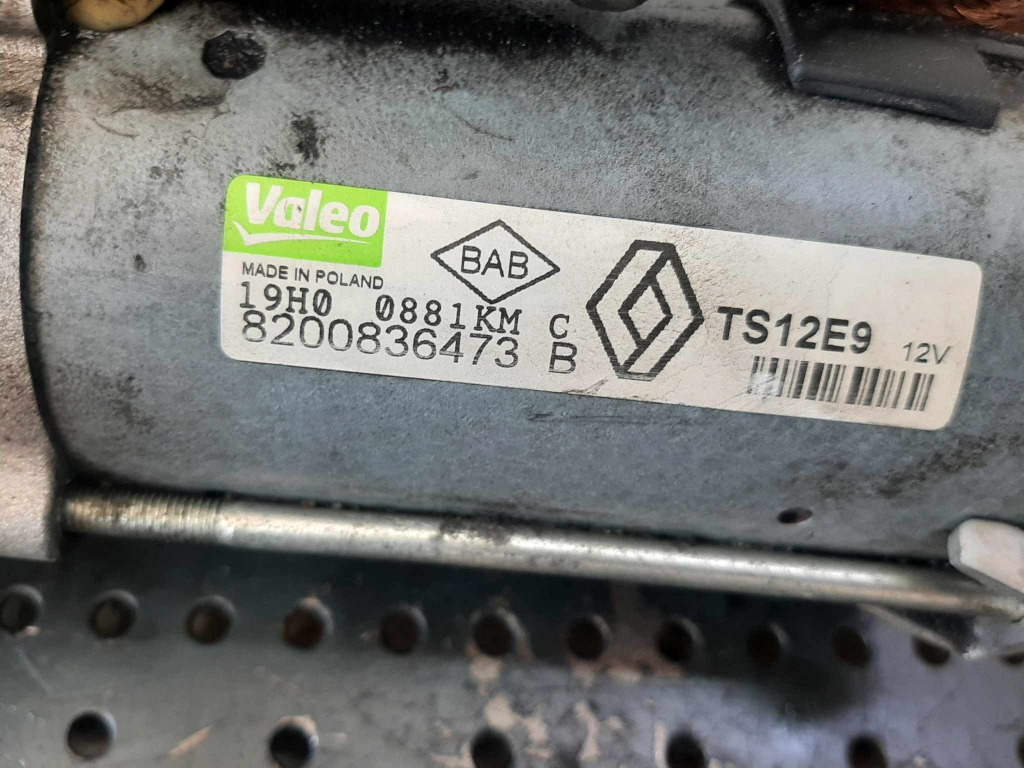 Valeo
MADE IN POLAND
BAB
19H0 0881KM C
8200836473 B
TS12E9 12V